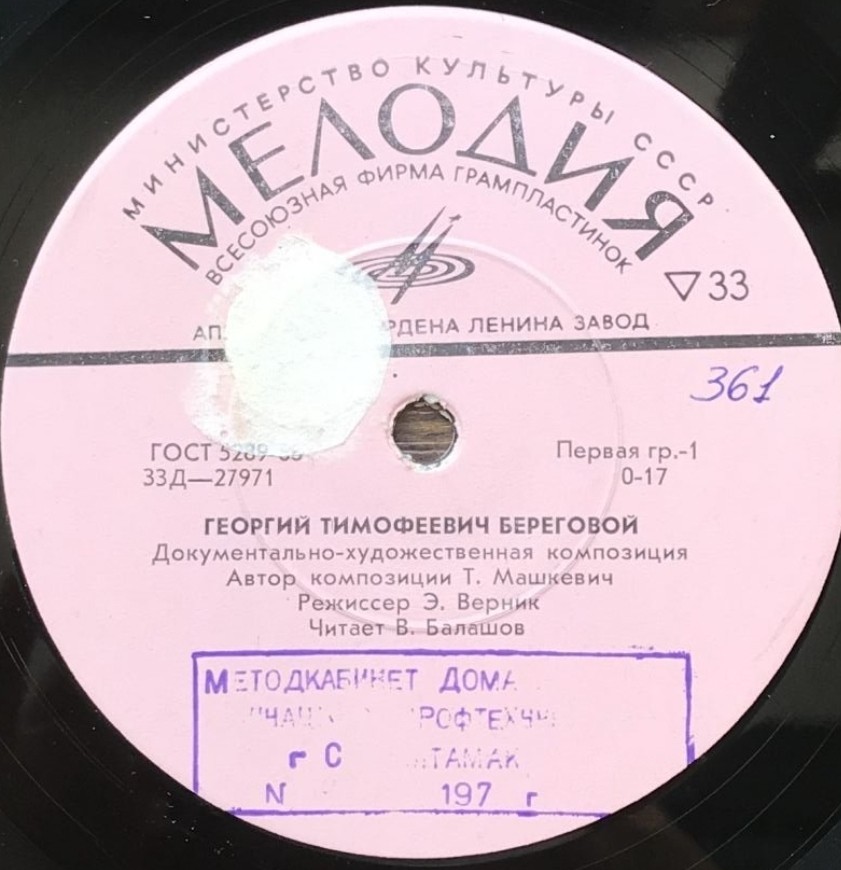 МИНИСТЕРСТВО КУЛЬТУРЫ СССР
МЕЛОДИЯ
ВСЕСОЮЗНАЯ ФИРМА ГРАМПЛАСТИНОК
33
ЛЕНИНА ЗАВОД
361
ГОСТ
Первая гр.-1
33Д—27971
0-17
ГЕОРГИЙ ТИМОФЕЕВИЧ БЕРЕГОВОЙ
Документально-художественная композиция
Автор композиции Т. Машкевич
Режиссер Э. Верник
Читает В. Балашов
МЕТОДКАБИНЕТ ДОМА
г
N 197 г